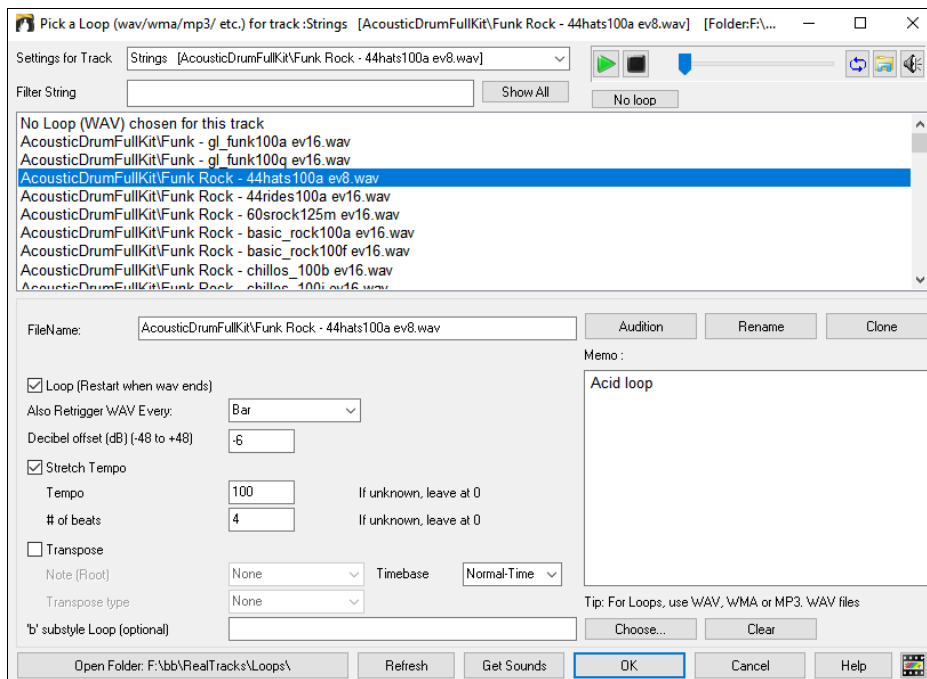 Pick a Loop (wav/wma/mp3/ etc.) for track :Strings [AcousticDrumFullKit\Funk Rock - 44hats100a ev8.wav] [Folder:F:\...
Settings for Track Strings [AcousticDrumFullKit\Funk Rock - 44hats100a ev8.wav]
Filter String Show All No loop
No Loop (WAV) chosen for this track
AcousticDrumFullKit\Funk - gl_funk100a ev16.wav
AcousticDrumFullKit\Funk - gl_funk100q ev16.wav
AcousticDrumFullKit\Funk Rock - 44hats100a ev8.wav
AcousticDrumFullKit\Funk Rock - 44rides100a ev16.wav
AcousticDrumFullKit\Funk Rock - 60srock125m ev16.wav
AcousticDrumFullKit\Funk Rock - basic_rock100a ev16.wav
AcousticDrumFullKit\Funk Rock - basic_rock100f ev16.wav
AcousticDrumFullKit\Funk Rock - chillos_100b ev16.wav
AcousticDrumFullKit\Funk Rock - chillos_100i ev16.wav
FileName: AcousticDrumFullKit\Funk Rock - 44hats100a ev8.wav Audition Rename Clone
Memo :
Acid loop
Loop (Restart when wav ends)
Also Retrigger WAV Every: Bar
Decibel offset (dB) (-48 to +48) -6
Stretch Tempo
Tempo 100 If unknown, leave at 0
# of beats 4 If unknown, leave at 0
Transpose
Note (Root) None Timebase Normal-Time
Transpose type None Tip: For Loops, use WAV, WMA or MP3. WAV files
'b' substyle Loop (optional) Choose... Clear
Open Folder: F:\bb\RealTracks\Loops\ Refresh Get Sounds OK Cancel Help